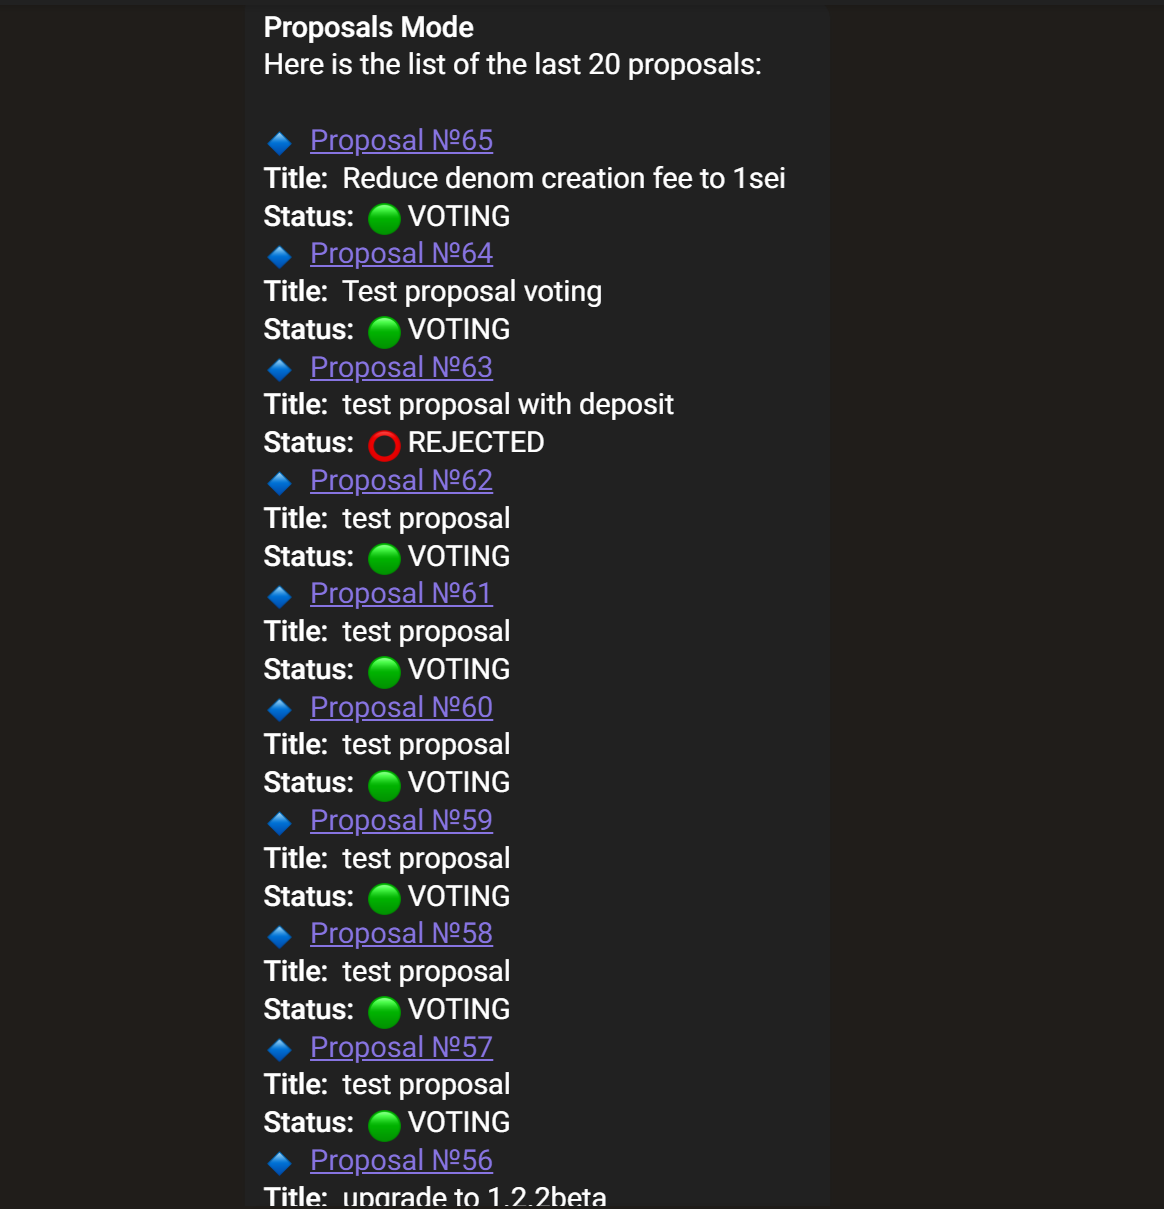 Proposals Mode
Here is the list of the last 20 proposals:
Proposal №65
Title: Reduce denom creation fee to 1sei
Status: VOTING
Proposal №64
Title: Test proposal voting
Status: VOTING
Proposal №63
Title: test proposal with deposit
Status: REJECTED
Proposal №62
Title: test proposal
Status: VOTING
Proposal №61
Title: test proposal
Status: VOTING
Proposal №60
Title: test proposal
Status: VOTING
Proposal №59
Title: test proposal
Status: VOTING
Proposal №58
Title: test proposal
Status: VOTING
Proposal №57
Title: test proposal
Status: VOTING
Proposal №56
Title: upgrade to 1.2.2beta